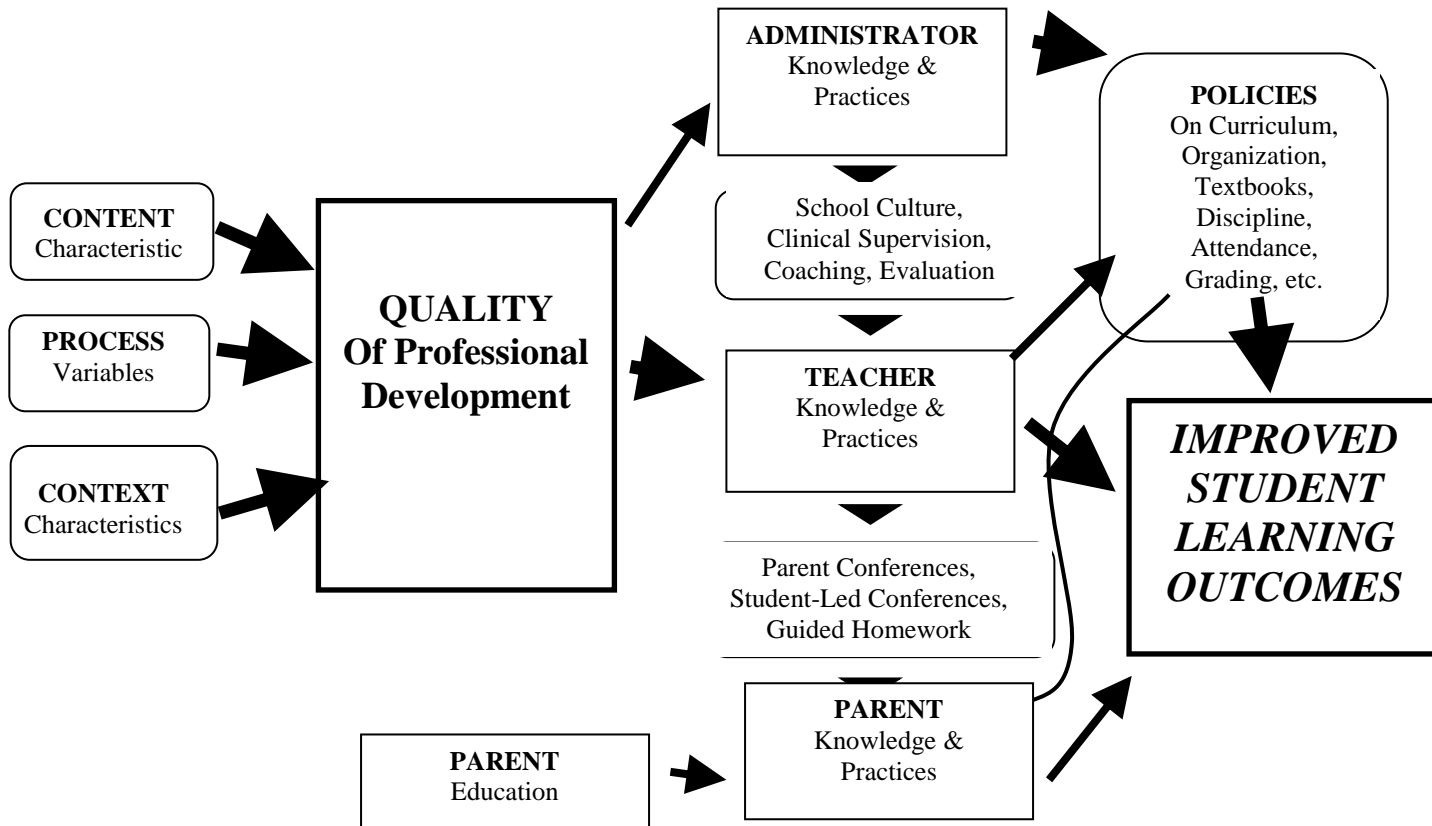 CONTENT
Characteristic
PROCESS
Variables
CONTEXT
Characteristics
QUALITY
Of Professional
Development
ADMINISTRATOR
Knowledge &
Practices
School Culture,
Clinical Supervision,
Coaching, Evaluation
TEACHER
Knowledge &
Practices
Parent Conferences,
Student-Led Conferences,
Guided Homework
PARENT
Knowledge &
Practices
PARENT
Education
POLICIES
On Curriculum,
Organization,
Textbooks,
Discipline,
Attendance,
Grading, etc.
IMPROVED
STUDENT
LEARNING
OUTCOMES